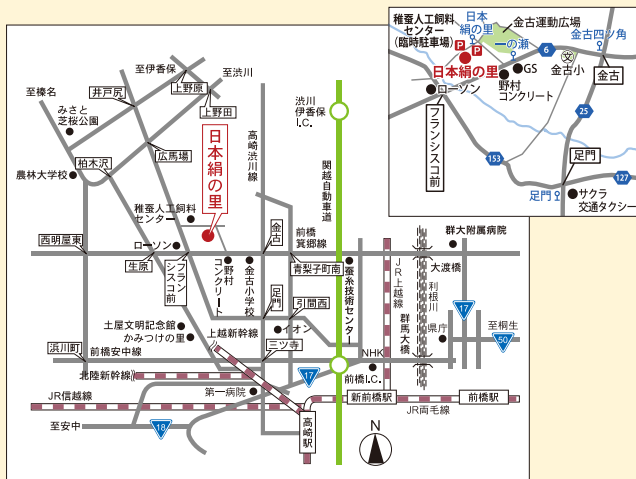 稚蚕人工飼料
センター
(臨時駐車場)
日本
絹の里
金古運動広場
P
P
一の瀬
6
金古四ツ角
文
金古小
金古
GS
野村
コンクリート
日本絹の里
ローソン
フランシスコ前
25
153
足門
127
足門
サクラ
交通タクシー
至伊香保
至渋川
至榛名
井戸尻
上野原
上野田
みさと
芝桜公園
柏木沢
広馬場
日本絹の里
高崎渋川線
渋川
伊香保
I.C.
関越自動車道
農林大学校
稚蚕人工飼料
センター
西明屋東
ローソン
生原
フランシスコ前
野村コンクリート
金古小学校
金古
足門
前橋
箕郷線
青梨子町南
引間西
蚕糸技術センター
JR上越線
群馬大橋
利根川
大渡橋
群大附属病院
17
県庁
至桐生
50
土屋文明記念館
かみつけの里
上越新幹線
イオン
三ツ寺
浜川町
前橋安中線
NHK
前橋I.C.
17
北陸新幹線
第一病院
JR信越線
新前橋駅
前橋駅
JR両毛線
至安中
18
高崎駅
N